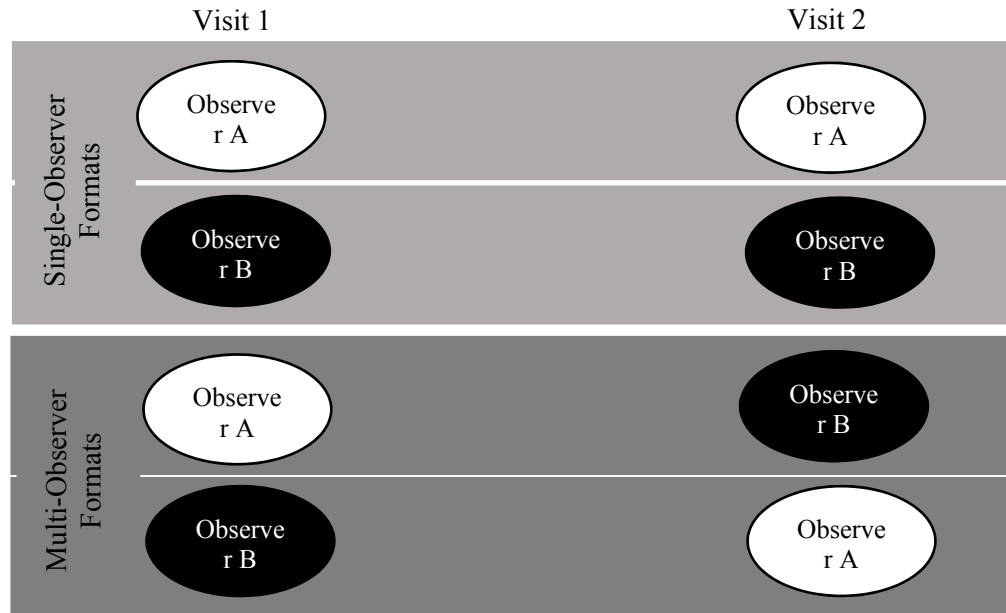 Visit 1
Visit 2
Single-Observer
Formats
Observe
r A
Observe
r A
Observe
r B
Observe
r B
Multi-Observer
Formats
Observe
r A
Observe
r B
Observe
r B
Observe
r A